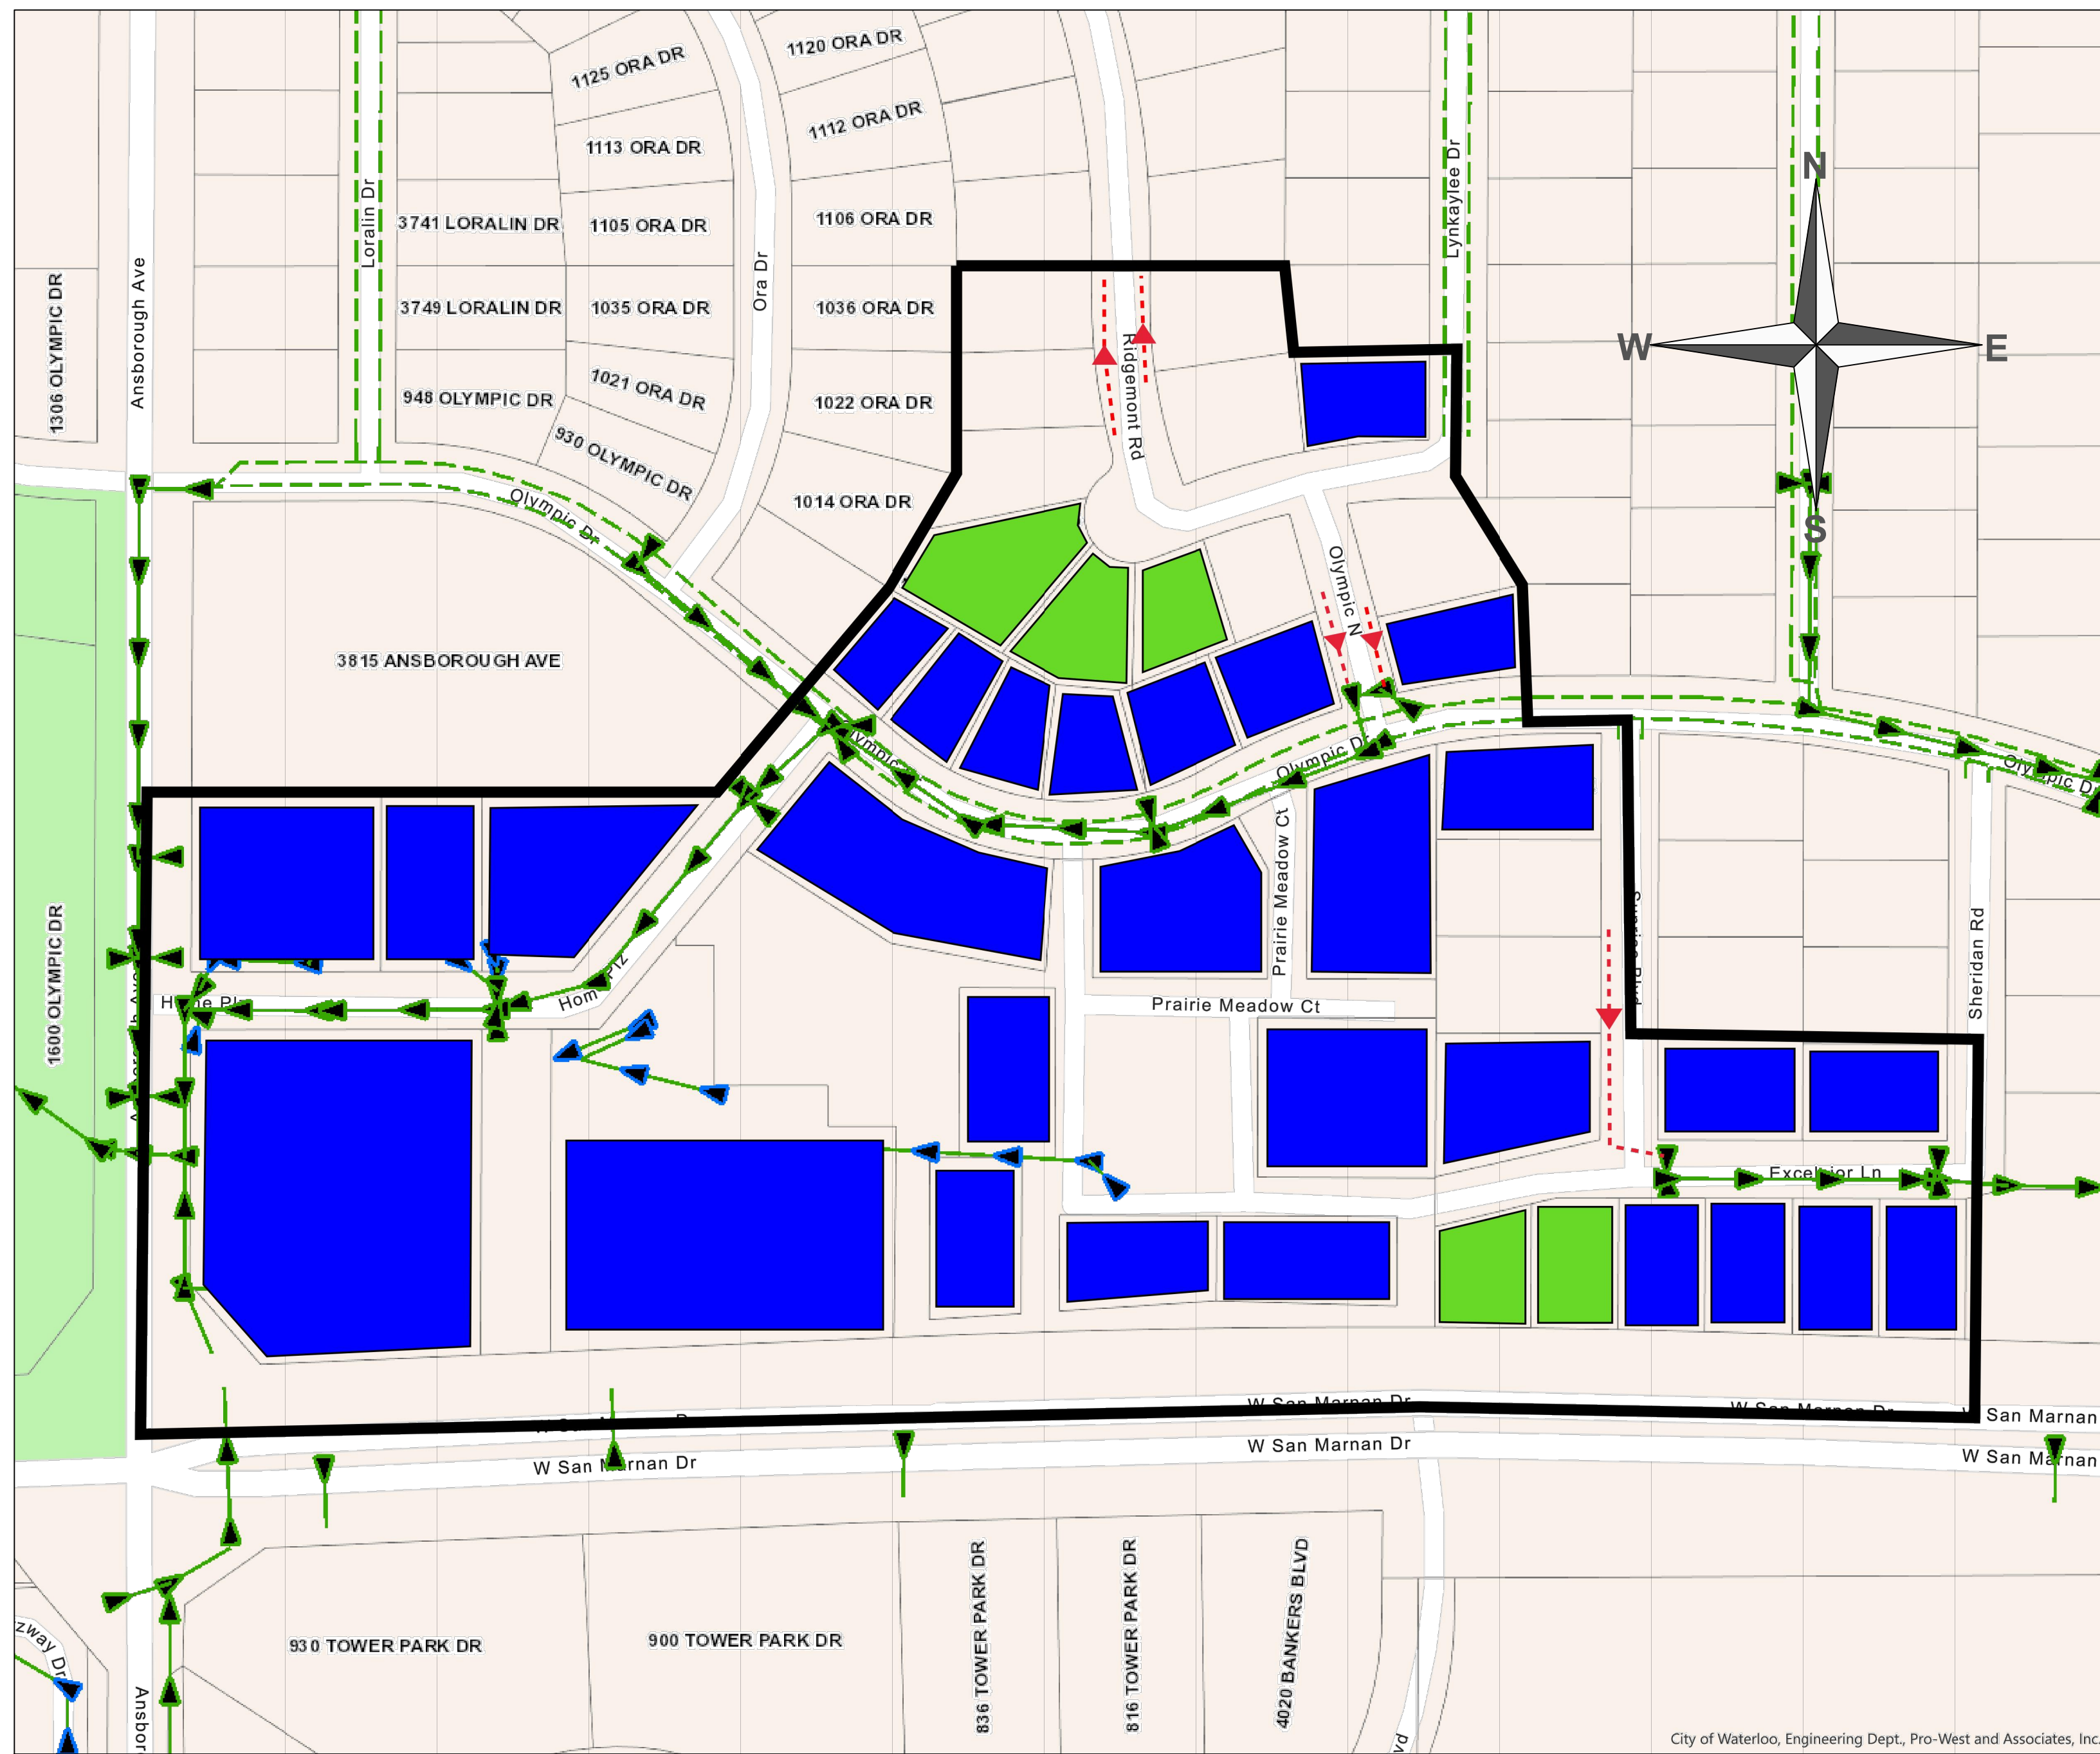 1125 ORA DR
1120 ORA DR
1113 ORA DR
1112 ORA DR
Loralin Dr
Lynkaylee Dr
N
3741 LORALIN DR
1105 ORA DR
1106 ORA DR
Ansborough Ave
Ora Dr
1306 OLYMPIC DR
3749 LORALIN DR
1035 ORA DR
1036 ORA DR
Ridgemont Rd
W
E
948 OLYMPIC DR
1021 ORA DR
1022 ORA DR
930 OLYMPIC DR
1014 ORA DR
Olympic Dr
S
Olympic N
3815 ANSBOROUGH AVE
Olympic Dr
Olympic Dr
Prairie Meadow Ct
1600 OLYMPIC DR
Sheridan Rd
Plz
Hom
Prairie Meadow Ct
Excelsior Ln
W San Marnan Dr
W San Marnan Dr
W San Marnan
W San Marnan Dr
W San Marnan Dr
W San Marnan
836 TOWER PARK DR
816 TOWER PARK DR
4020 BANKERS BLVD
930 TOWER PARK DR
900 TOWER PARK DR
zway Dr
Ansbor
vd
City of Waterloo, Engineering Dept., Pro-West and Associates, Inc